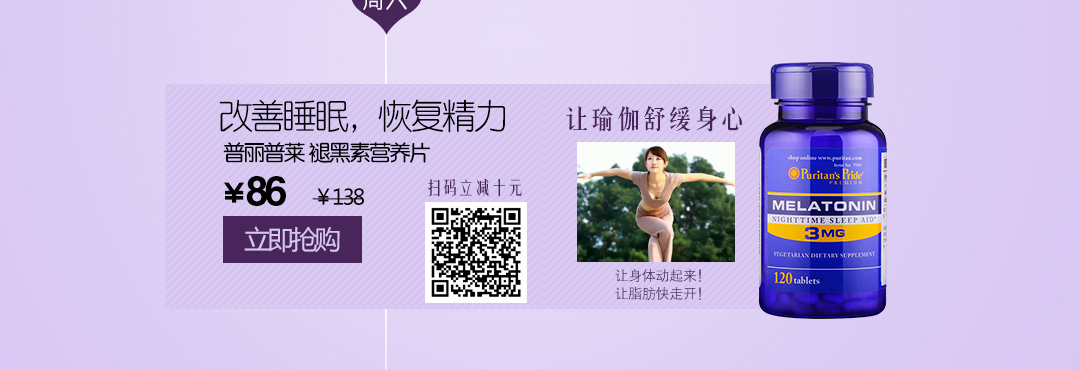 周六
改善睡眠，恢复精力
普丽普莱 褪黑素营养片
¥86 ¥138
立即抢购
扫码立减十元
让瑜伽舒缓身心
让身体动起来！
让脂肪快走开！
shop online www.puritan.com
Puritan's Pride®
PREMIUM
MELATONIN
NIGHTTIME SLEEP AID*
3 MG
VEGETARIAN DIETARY SUPPLEMENT
120 tablets